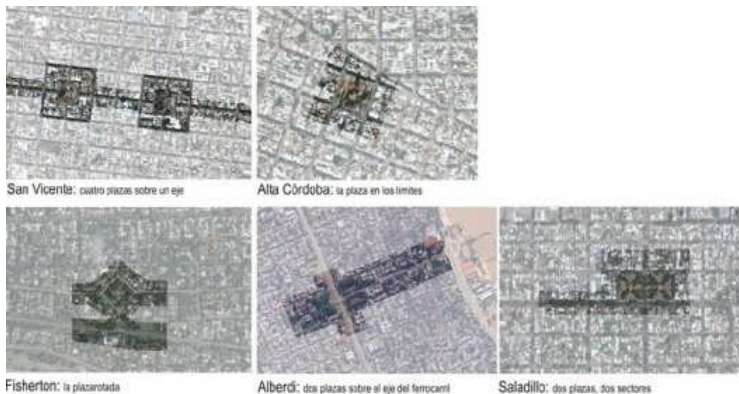 San Vicente: cuatro plazas sobre un eje
Alta Córdoba: la plaza en los límites
Fisherton: la plazarotada
Alberdi: dos plazas sobre el eje del ferrocarril
Saladillo: dos plazas, dos sectores